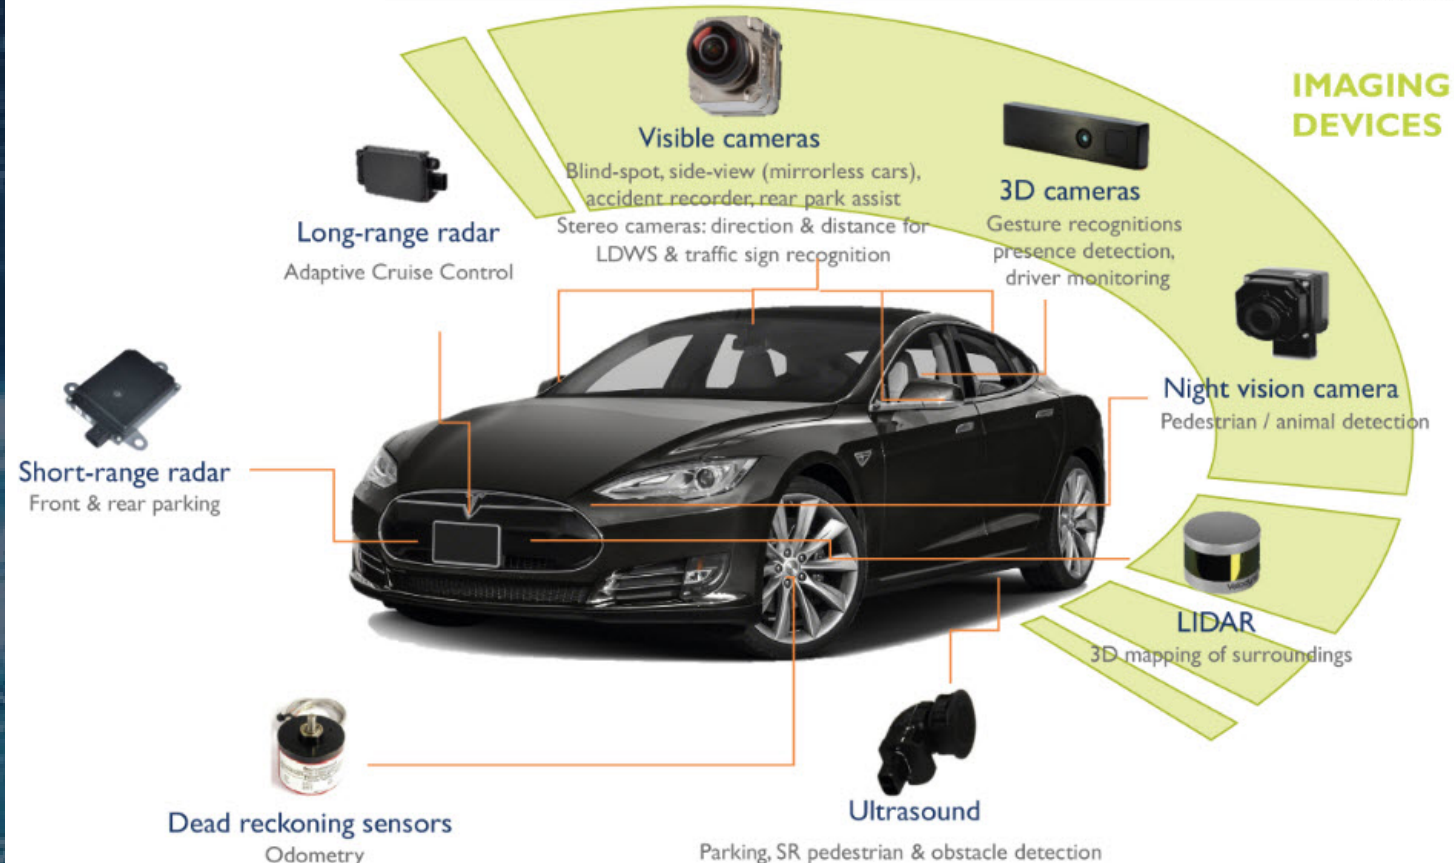 IMAGING
DEVICES
Visible cameras
Blind-spot, side-view (mirrorless cars),
accident recorder, rear park assist
Stereo cameras: direction & distance for
LDWS & traffic sign recognition
3D cameras
Gesture recognitions
presence detection,
driver monitoring
Long-range radar
Adaptive Cruise Control
Night vision camera
Pedestrian / animal detection
Short-range radar
Front & rear parking
LIDAR
3D mapping of surroundings
Dead reckoning sensors
Odometry
Ultrasound
Parking, SR pedestrian & obstacle detection